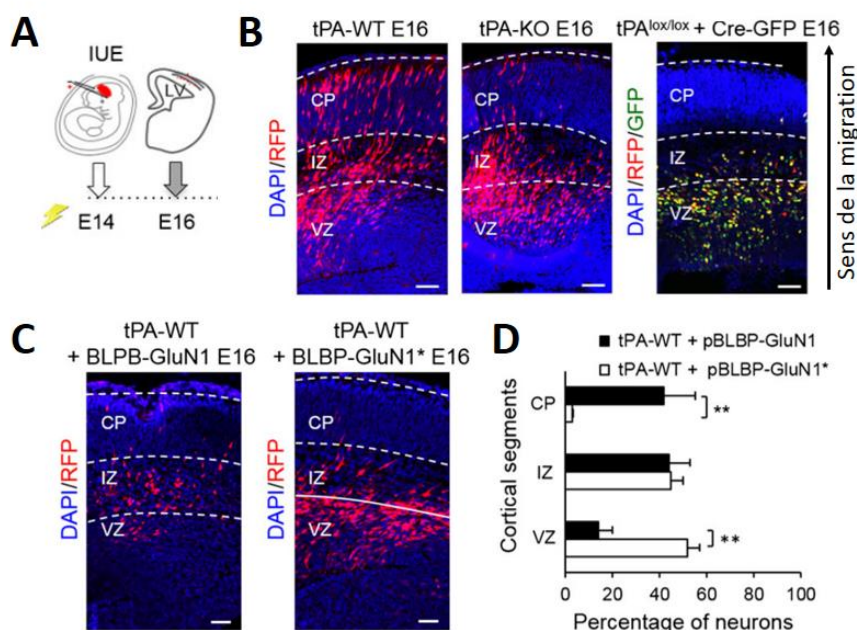 A
IUE
LV
E14
E16
B
tPA-WT E16
tPA-KO E16
tPAlox/lox + Cre-GFP E16
DAPI/RFP
CP
IZ
VZ
DAPI/RFP/GFP
CP
IZ
VZ
CP
IZ
VZ
Sens de la migration
C
tPA-WT
+ BLPB-GluN1 E16
tPA-WT
+ BLBP-GluN1* E16
DAPI/RFP
CP
IZ
VZ
DAPI/RFP
CP
IZ
VZ
D
tPA-WT + pBLBP-GluN1
tPA-WT + pBLBP-GluN1*
Cortical segments
CP
**
IZ
VZ
**
0 20 40 60 80 100
Percentage of neurons